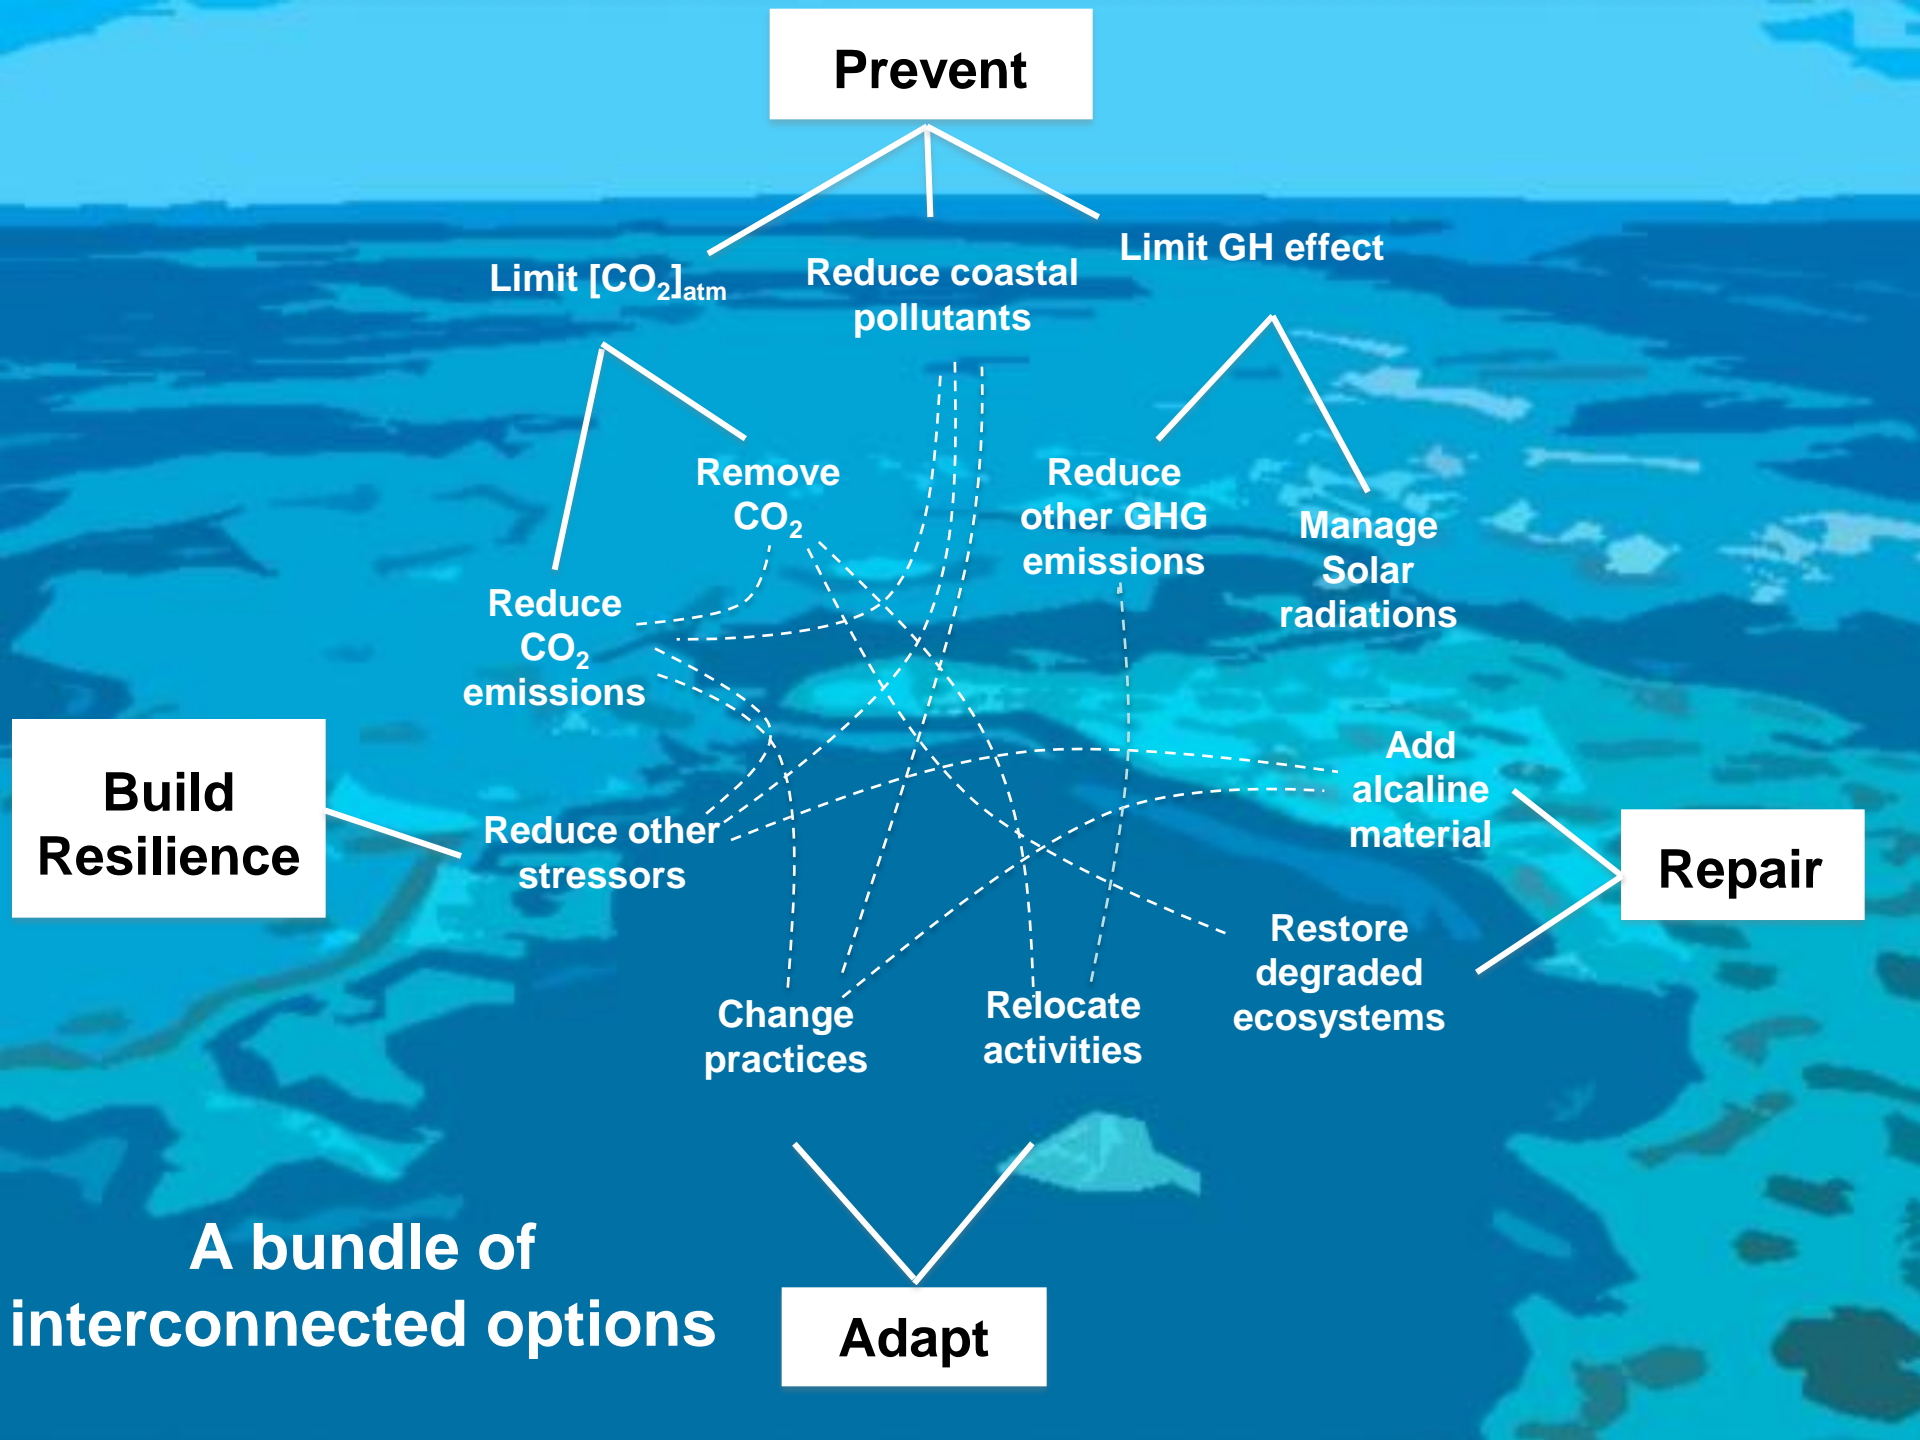 Prevent
Limit [CO₂]atm
Reduce coastal
pollutants
Limit GH effect
Remove
CO₂
Reduce
other GHG
emissions
Manage
Solar
radiations
Reduce
CO₂
emissions
Build
Resilience
Reduce other
stressors
Add
alcaline
material
Repair
Restore
degraded
ecosystems
Change
practices
Relocate
activities
A bundle of
interconnected options
Adapt